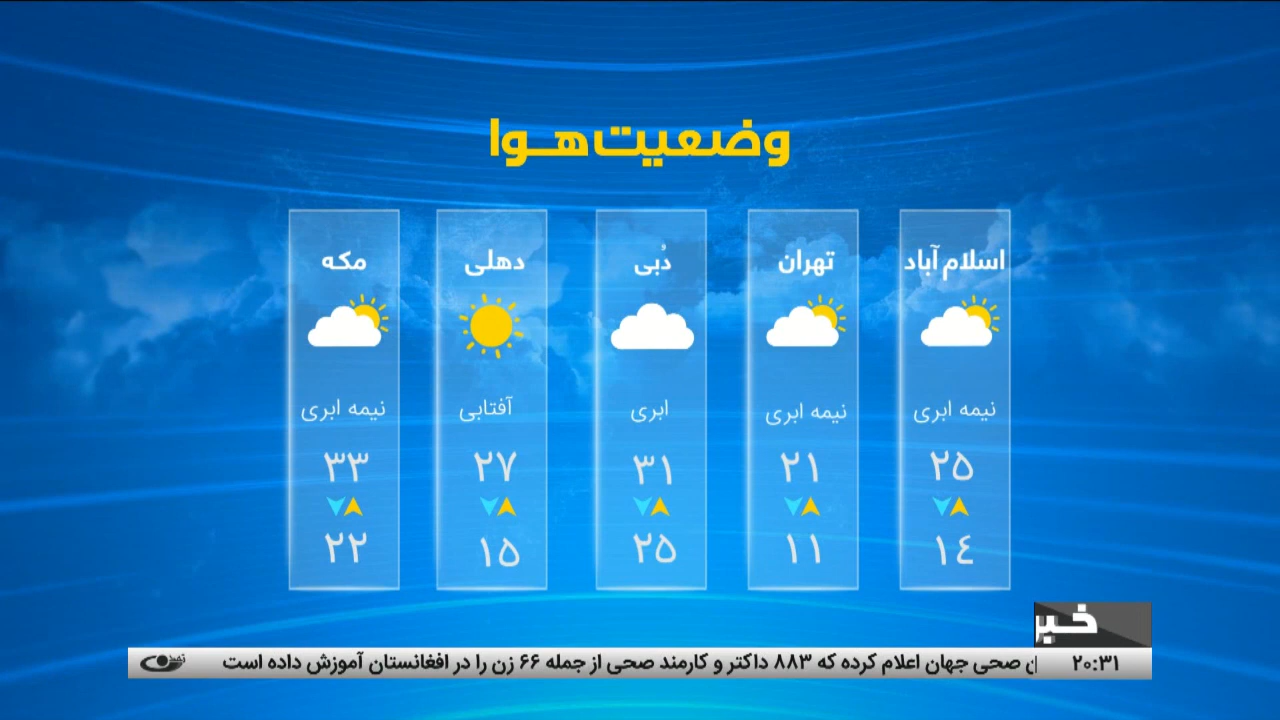 وضعیت هوا
اسلام آباد
نیمه ابری
۲۵
۱٤
تهران
نیمه ابری
۲۱
۱۱
دُبی
ابری
۳۱
۲۵
دهلی
آفتابی
۲۷
۱۵
مکه
نیمه ابری
۳۳
۲۲
خبر
۲۰:۳۱
صحی جهان اعلام کرده که ۸۸۳ داکتر و کارمند صحی از جمله ۶۶ زن را در افغانستان آموزش داده است